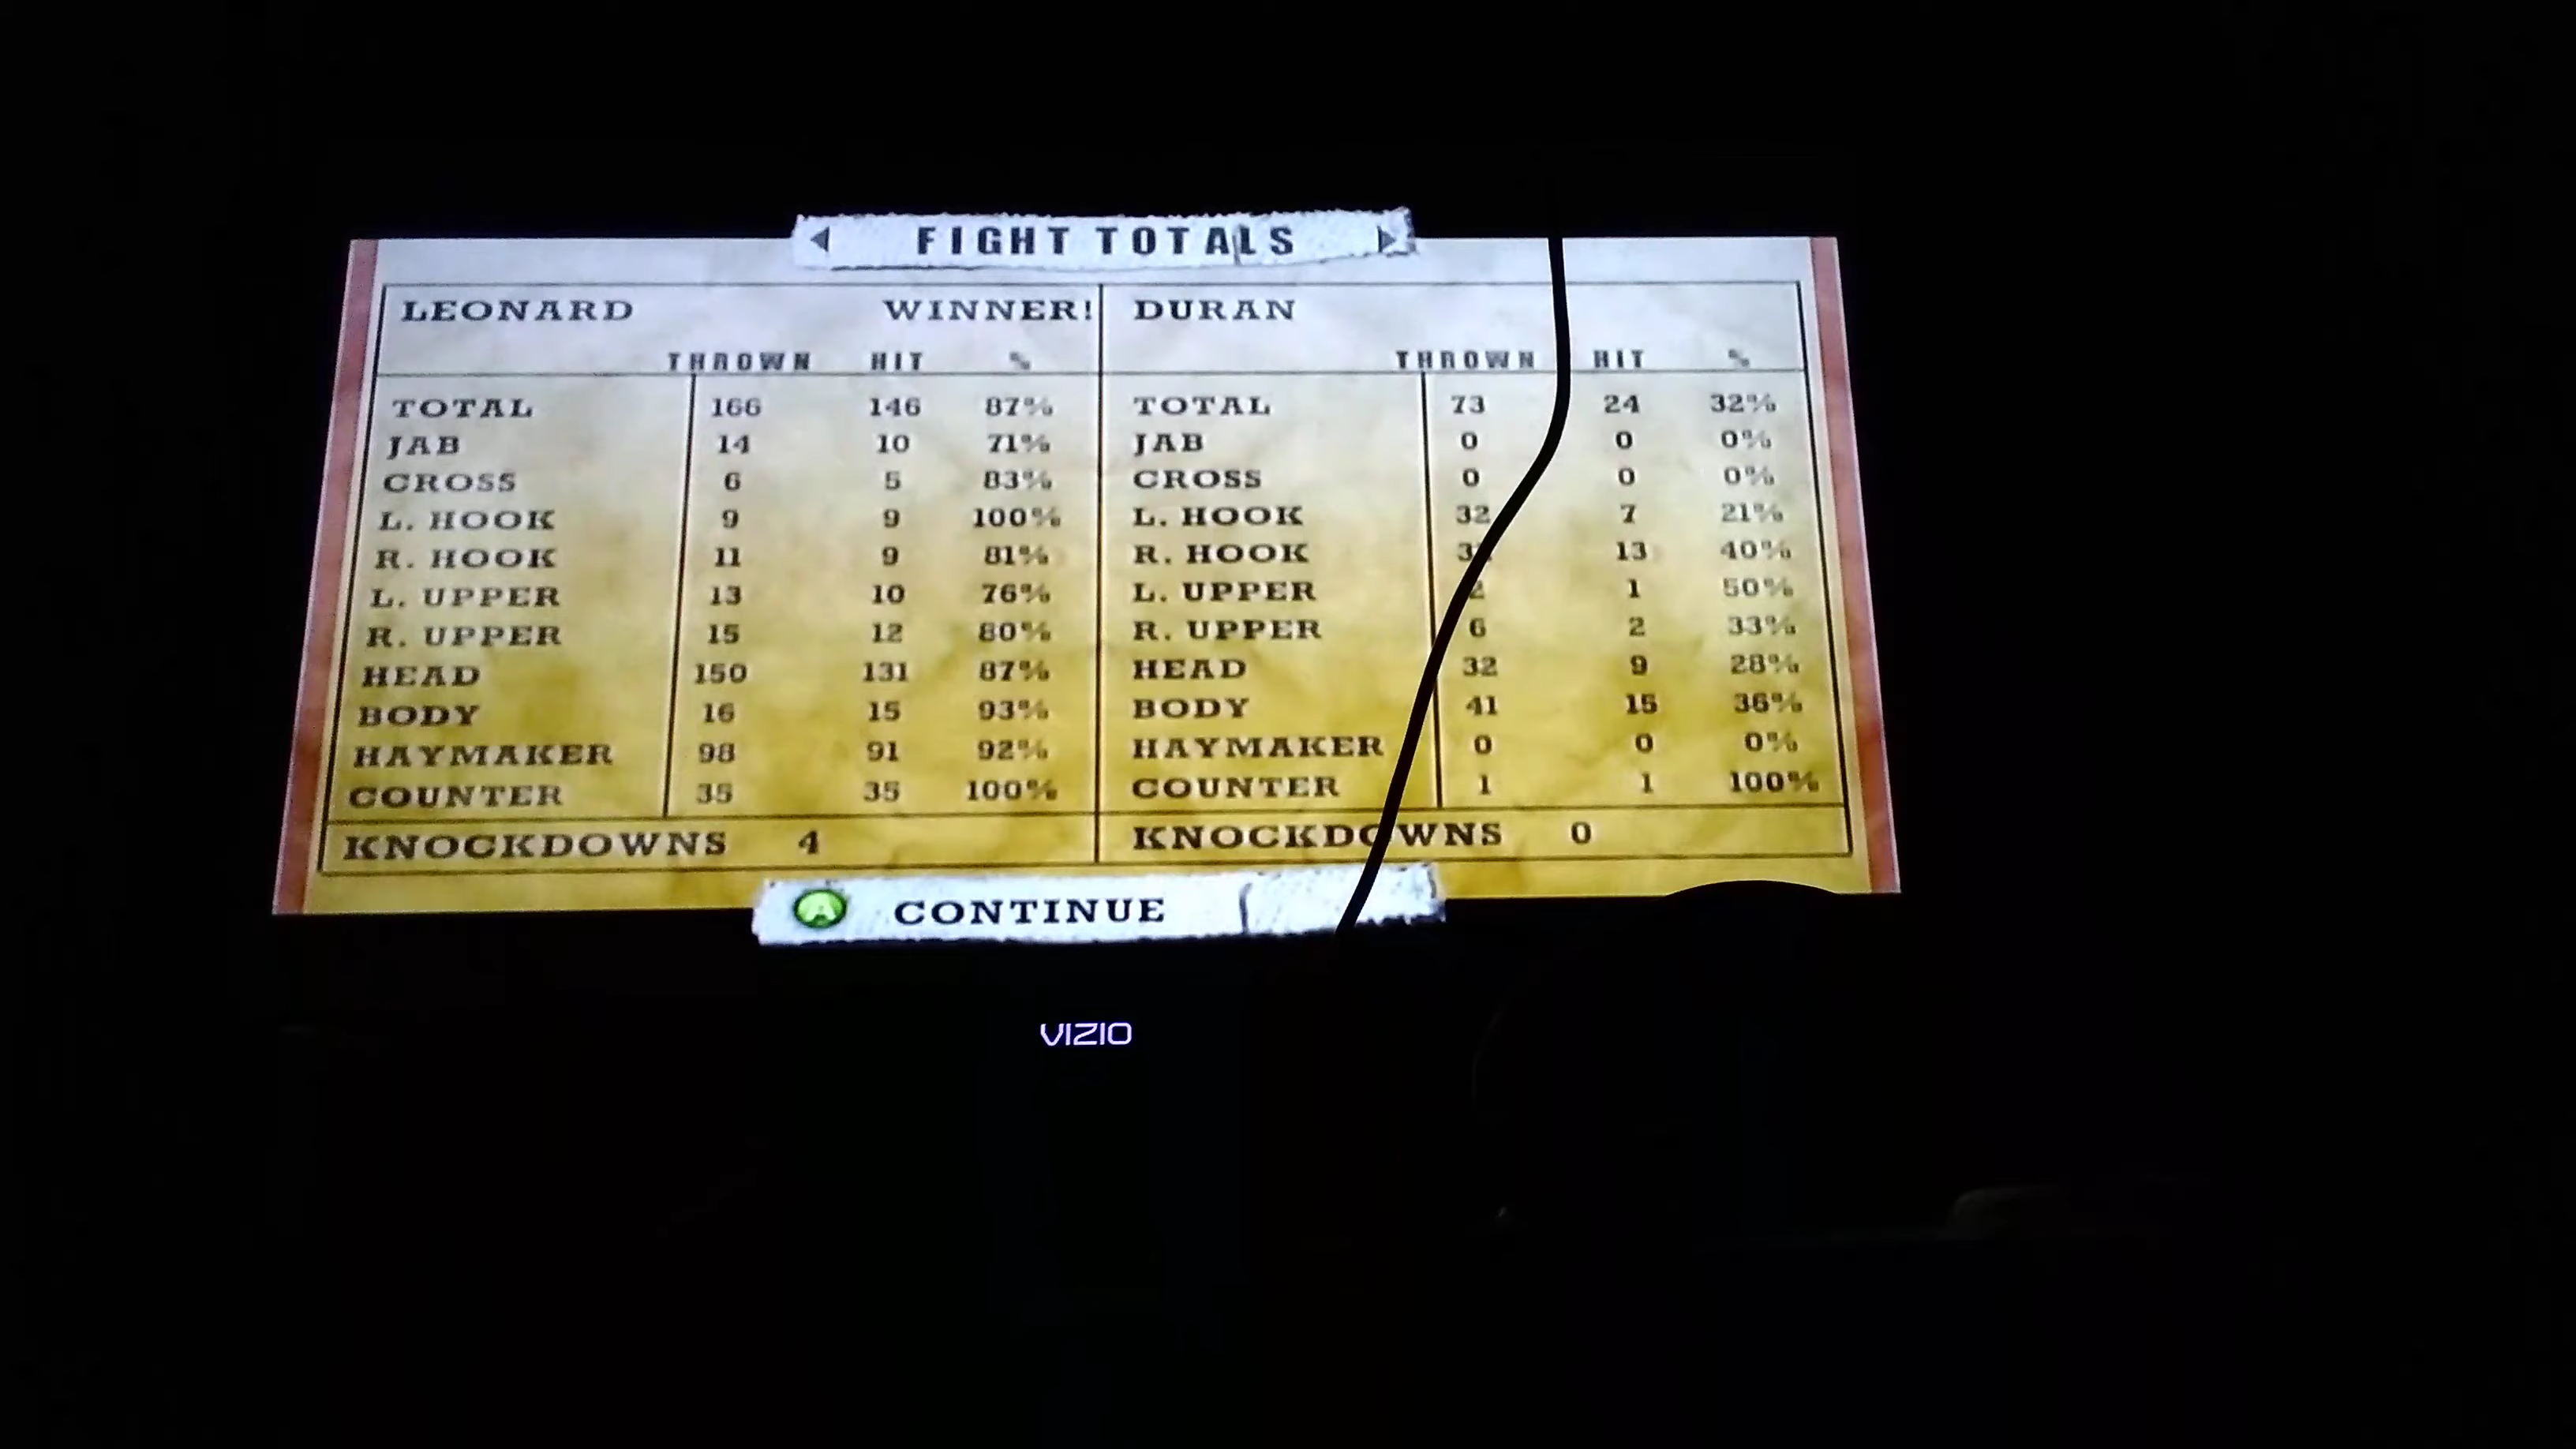 FIGHT TOTALS
LEONARD WINNER! DURAN
THROWN HIT % THROWN HIT %
TOTAL 166 146 87% TOTAL 73 24 32%
JAB 14 10 71% JAB 0 0 0%
CROSS 6 5 83% CROSS 0 0 0%
L. HOOK 9 9 100% L. HOOK 32 7 21%
R. HOOK 11 9 81% R. HOOK 13 40%
L. UPPER 13 10 76% L. UPPER 2 1 50%
R. UPPER 15 12 80% R. UPPER 6 2 33%
HEAD 150 131 87% HEAD 32 9 28%
BODY 16 15 93% BODY 41 15 36%
HAYMAKER 98 91 92% HAYMAKER 0 0 0%
COUNTER 35 35 100% COUNTER 1 1 100%
KNOCKDOWNS 4 KNOCKDOWNS 0
A CONTINUE
VIZIO